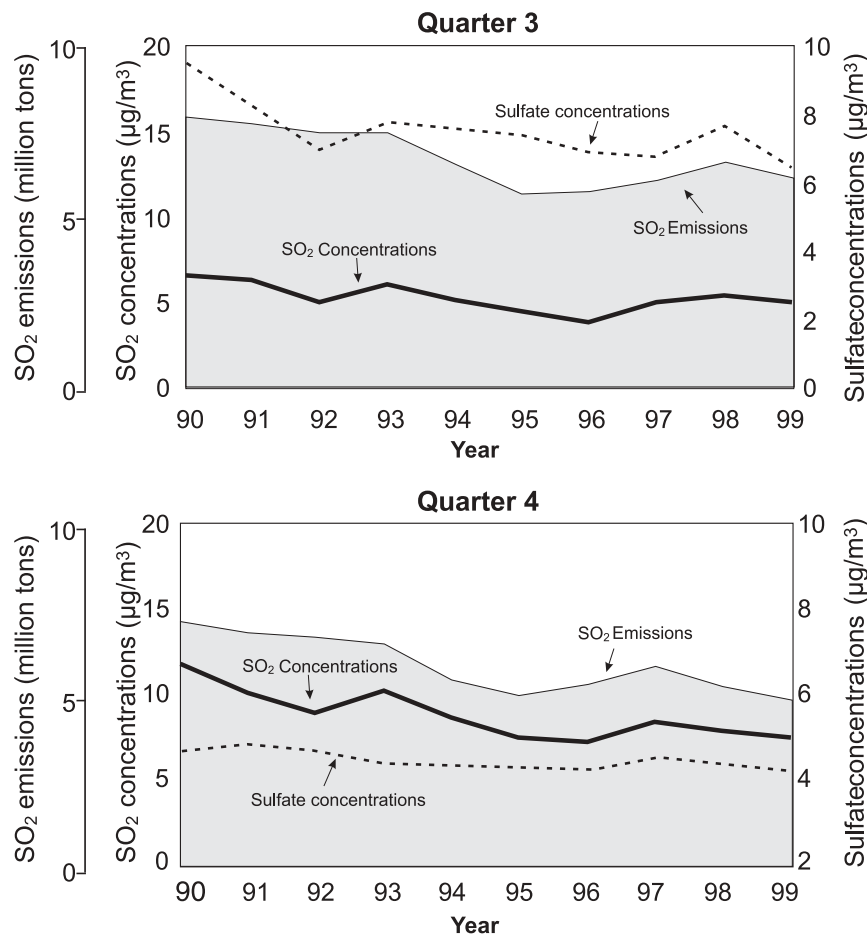 Quarter 3
SO₂ emissions (million tons)
10
5
0
SO₂ concentrations (µg/m³)
20
15
10
5
0
Sulfate concentrations
SO₂ Emissions
SO₂ Concentrations
10
8
6
4
2
0
Sulfateconcentrations (µg/m³)
90 91 92 93 94 95 96 97 98 99
Year
Quarter 4
SO₂ emissions (million tons)
10
5
0
SO₂ concentrations (µg/m³)
20
15
10
5
0
SO₂ Emissions
SO₂ Concentrations
Sulfate concentrations
10
8
6
4
2
Sulfateconcentrations (µg/m³)
90 91 92 93 94 95 96 97 98 99
Year